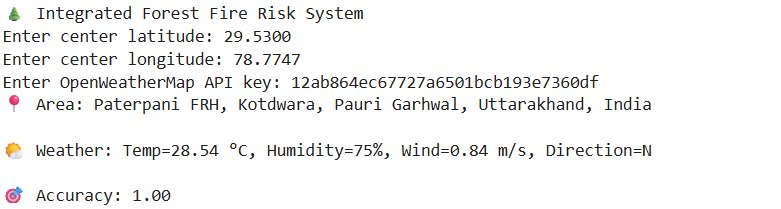 🌲 Integrated Forest Fire Risk System
Enter center latitude: 29.5300
Enter center longitude: 78.7747
Enter OpenWeatherMap API key: 12ab864ec67727a6501bcb193e7360df
📍 Area: Paterpani FRH, Kotdwara, Pauri Garhwal, Uttarakhand, India
🌤️ Weather: Temp=28.54 °C, Humidity=75%, Wind=0.84 m/s, Direction=N
🎯 Accuracy: 1.00